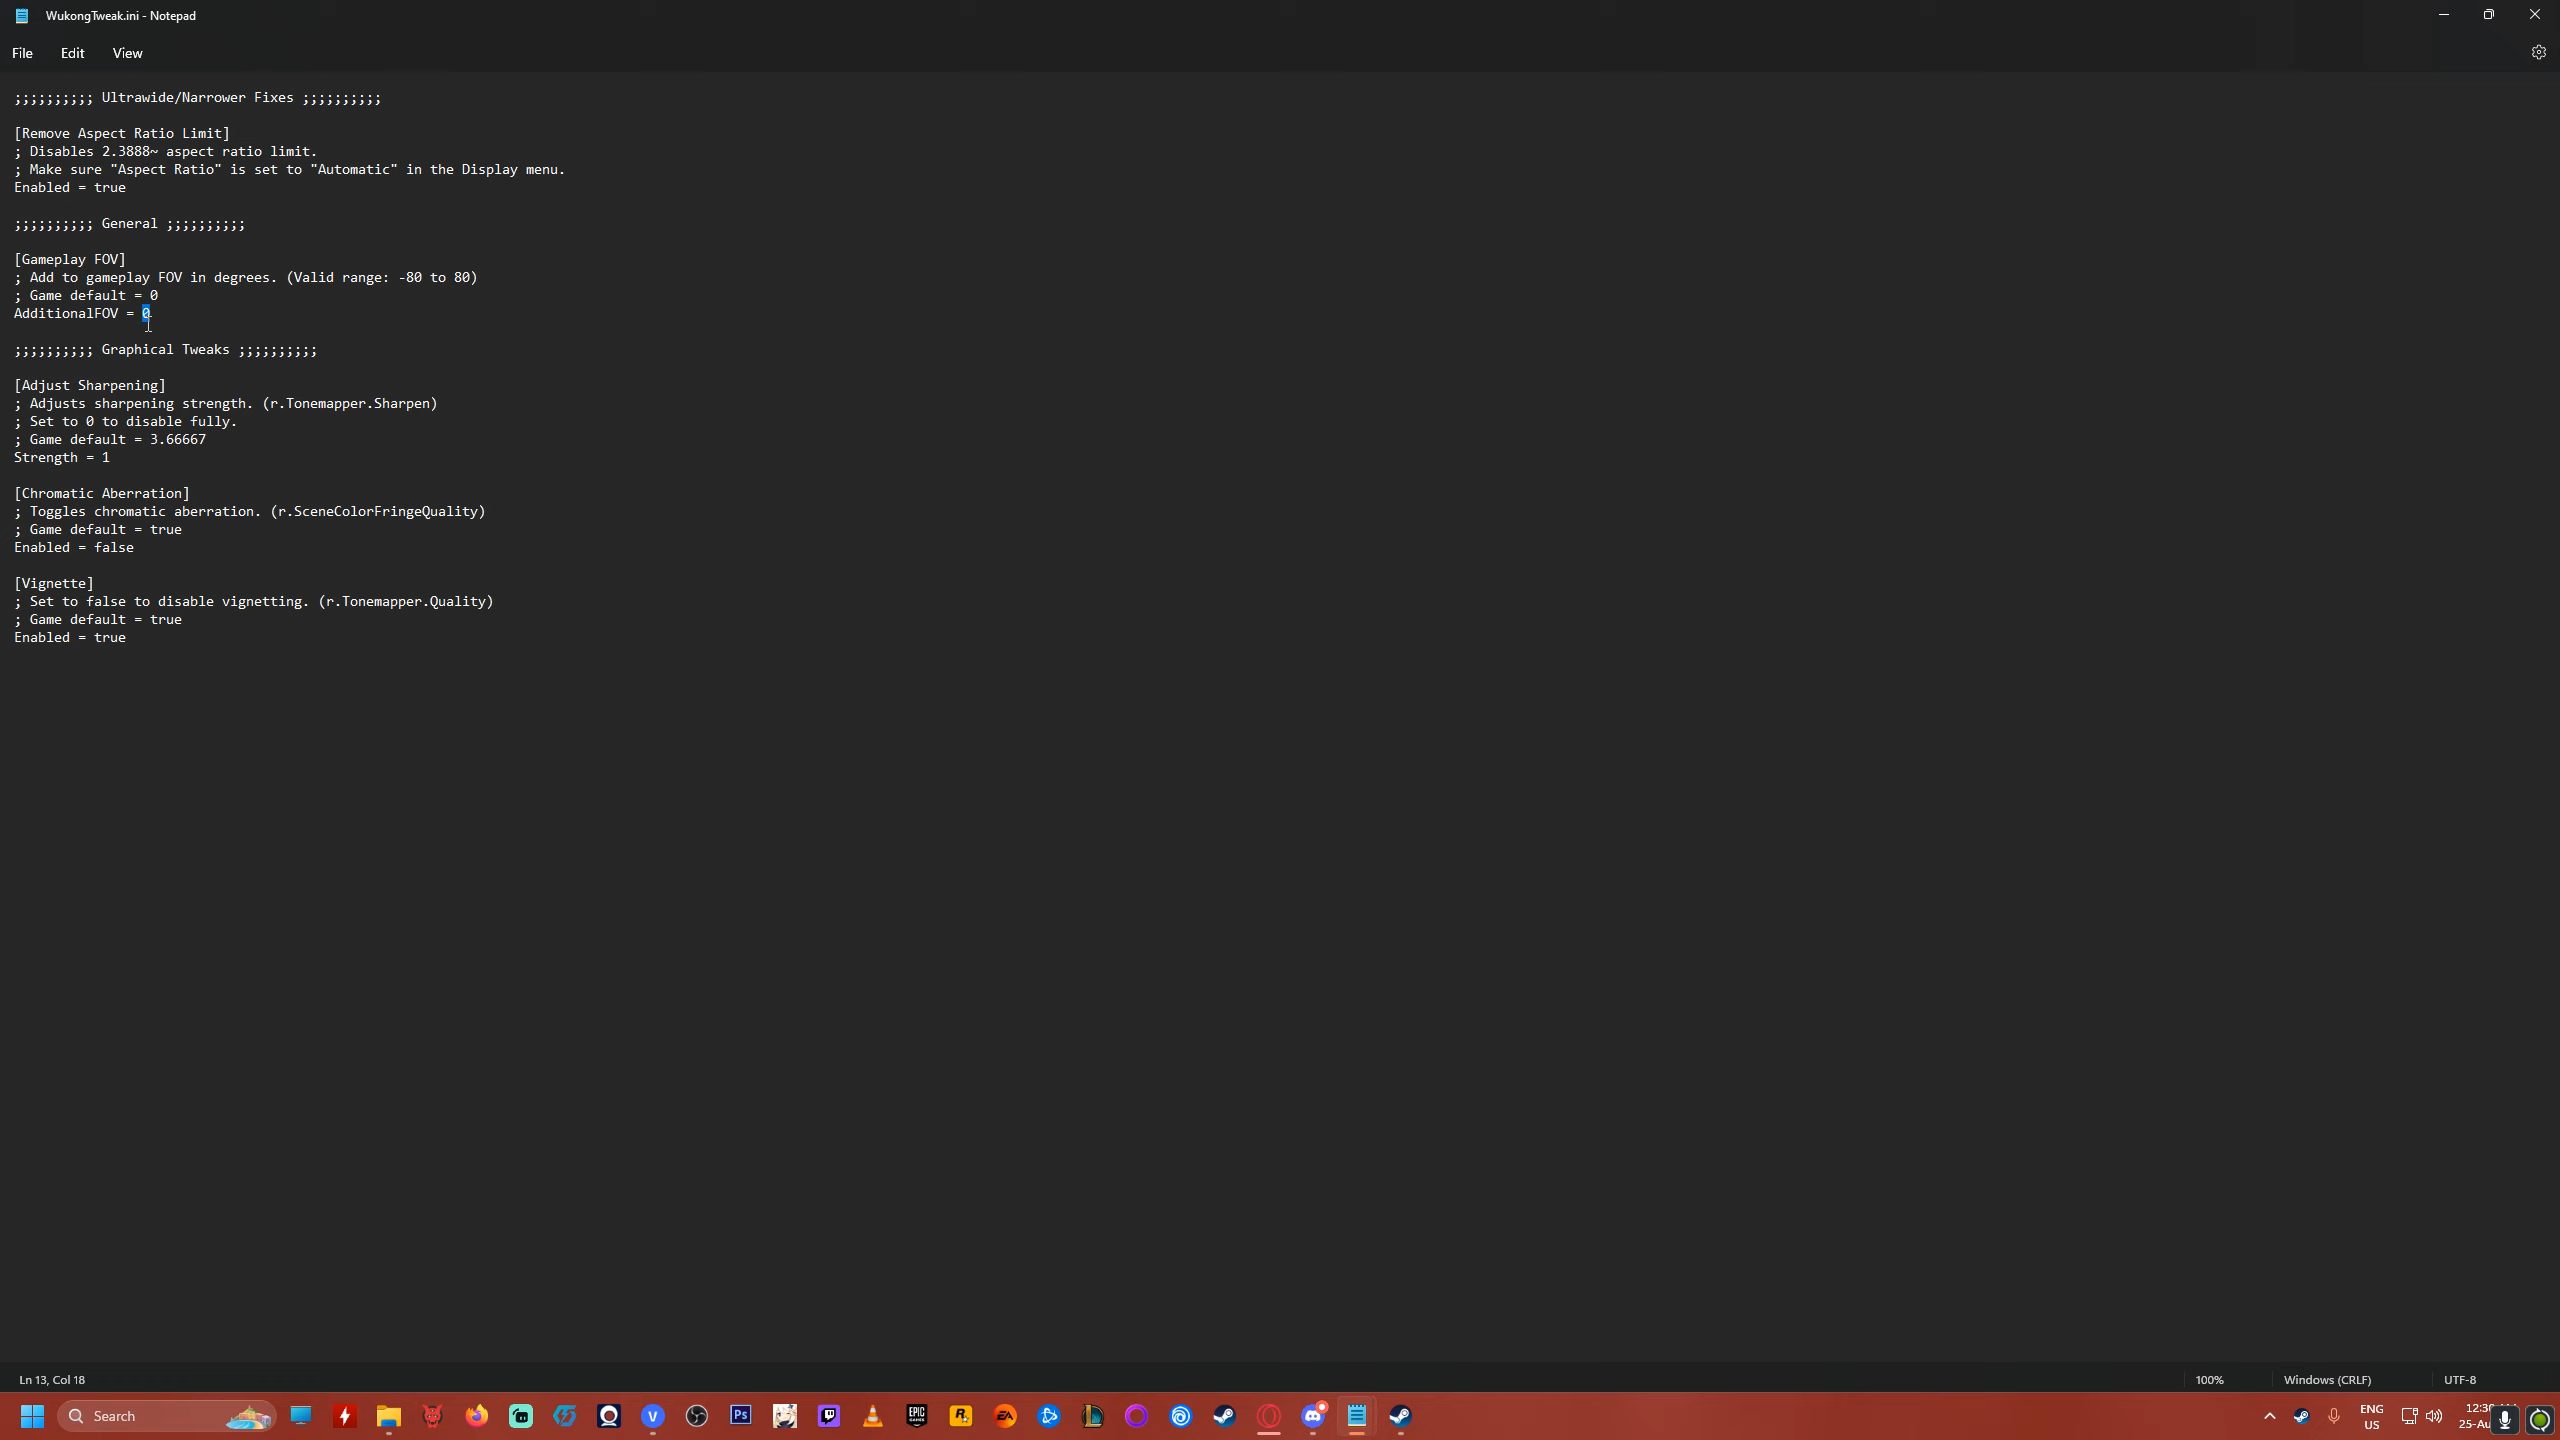 WukongTweak.ini - Notepad
File Edit View
;;;;;;;;;; Ultrawide/Narrower Fixes ;;;;;;;;;;
[Remove Aspect Ratio Limit]
; Disables 2.3888~ aspect ratio limit.
; Make sure "Aspect Ratio" is set to "Automatic" in the Display menu.
Enabled = true
;;;;;;;;;; General ;;;;;;;;;;
[Gameplay FOV]
; Add to gameplay FOV in degrees. (Valid range: -80 to 80)
; Game default = 0
AdditionalFOV = 0
;;;;;;;;;; Graphical Tweaks ;;;;;;;;;;
[Adjust Sharpening]
; Adjusts sharpening strength. (r.Tonemapper.Sharpen)
; Set to 0 to disable fully.
; Game default = 3.66667
Strength = 1
[Chromatic Aberration]
; Toggles chromatic aberration. (r.SceneColorFringeQuality)
; Game default = true
Enabled = false
[Vignette]
; Set to false to disable vignetting. (r.Tonemapper.Quality)
; Game default = true
Enabled = true
Ln 13, Col 18 100% Windows (CRLF) UTF-8
Search
V
Ps
EPIC GAMES
R
EA
ENG
US